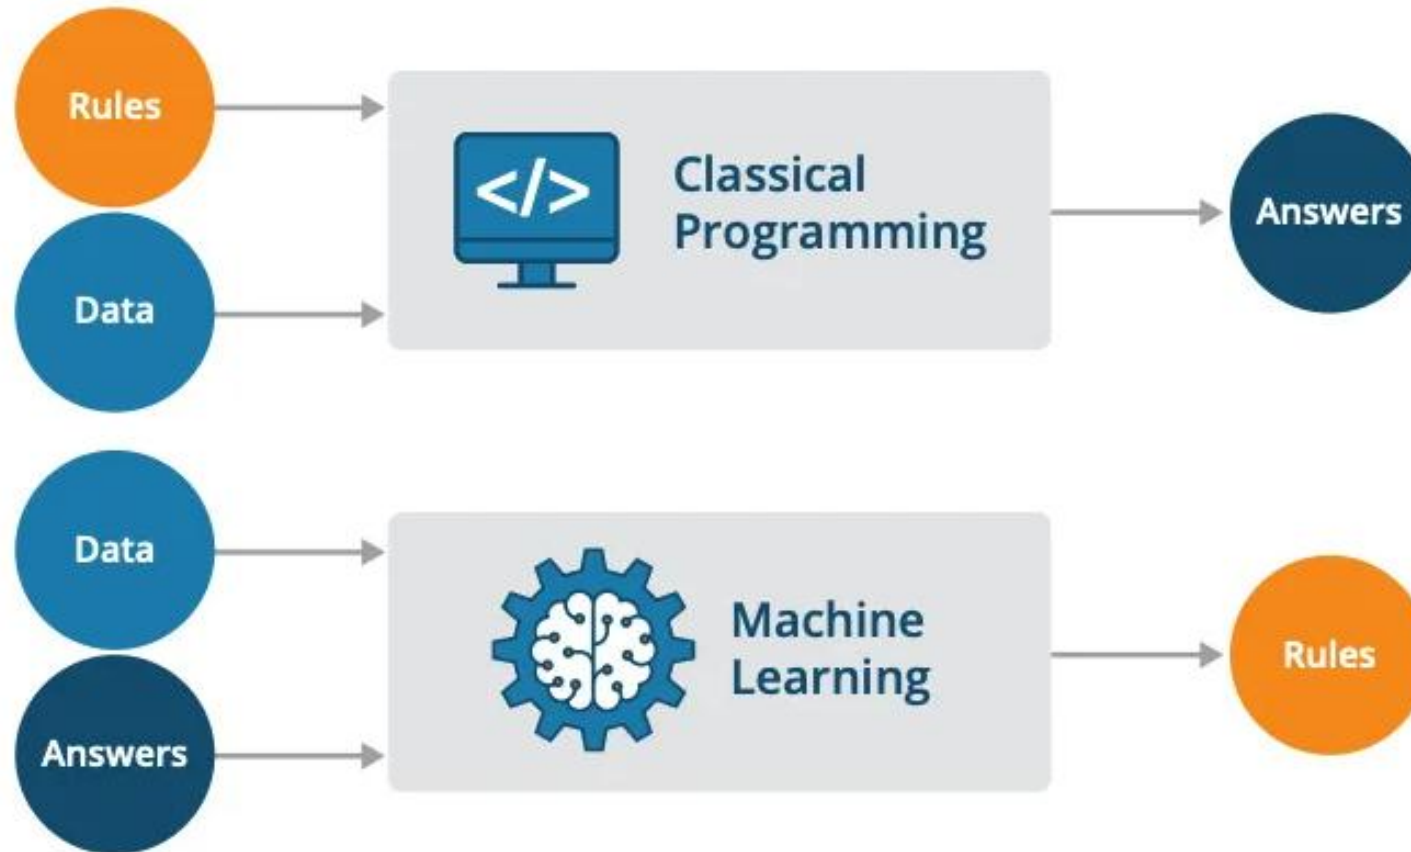 Rules
Data
</>
Classical
Programming
Answers
Data
Answers
Machine
Learning
Rules